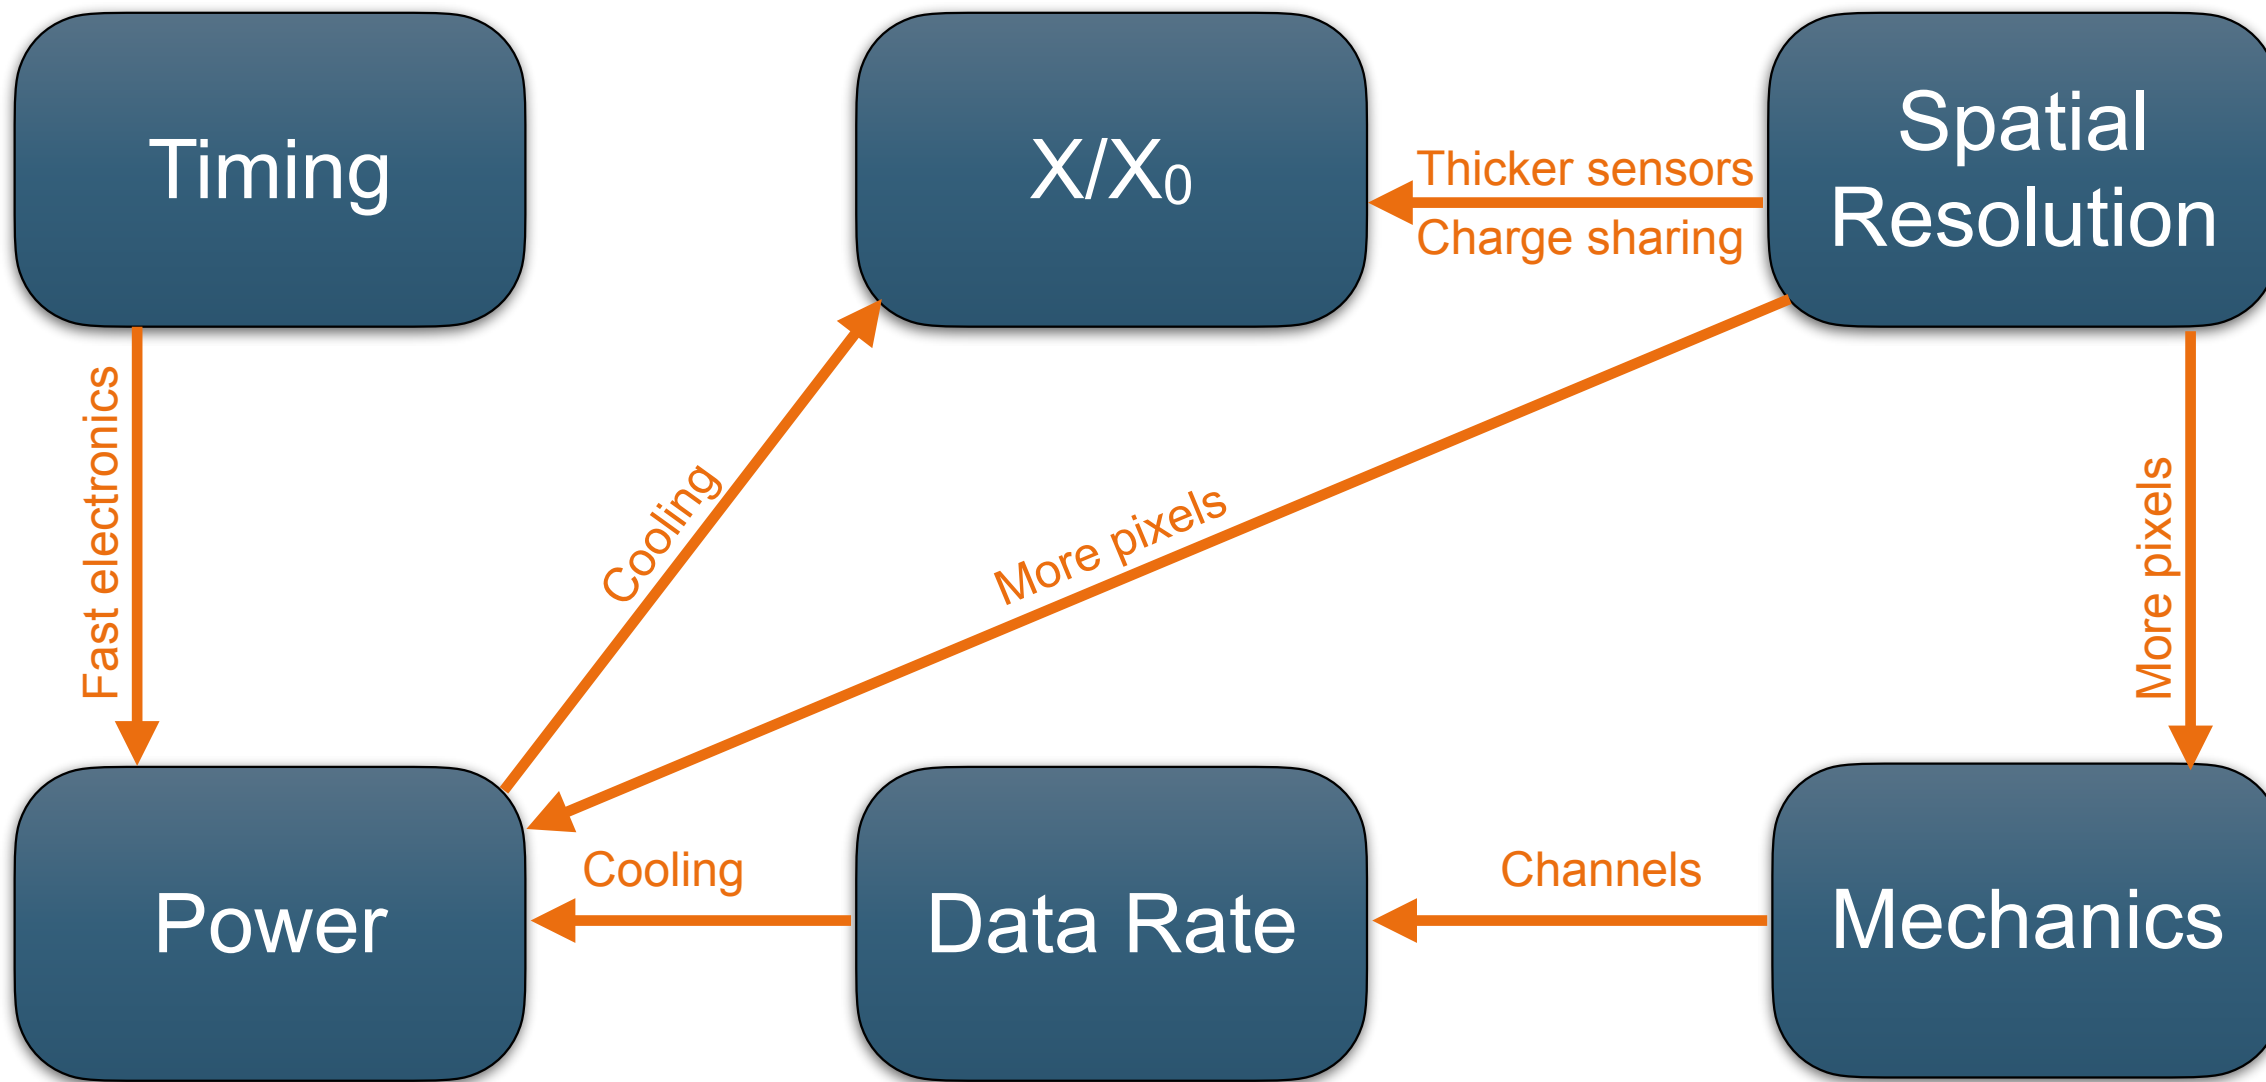 Timing
X/X₀
Spatial
Resolution
Thicker sensors
Charge sharing
Fast electronics
Cooling
More pixels
More pixels
Power
Cooling
Data Rate
Channels
Mechanics